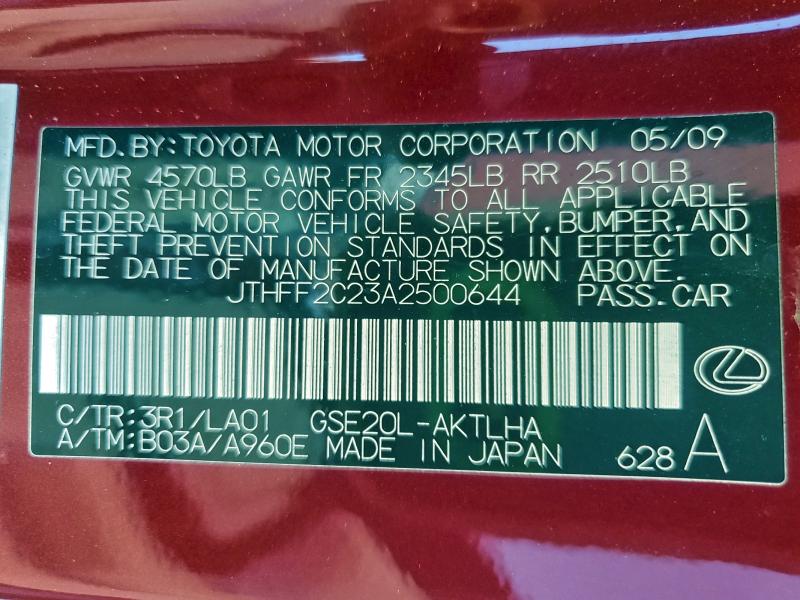 MFD. BY: TOYOTA MOTOR CORPORATION 05/09
GVWR 4570LB GAWR FR 2345LB RR 2510LB
THIS VEHICLE CONFORMS TO ALL APPLICABLE
FEDERAL MOTOR VEHICLE SAFETY, BUMPER, AND
THEFT PREVENTION STANDARDS IN EFFECT ON
THE DATE OF MANUFACTURE SHOWN ABOVE.
JTHFF2C23A2500644 PASS. CAR
C/TR: 3R1/LA01 GSE20L-AKTLHA
A/TM: B03A/A960E MADE IN JAPAN 628 A